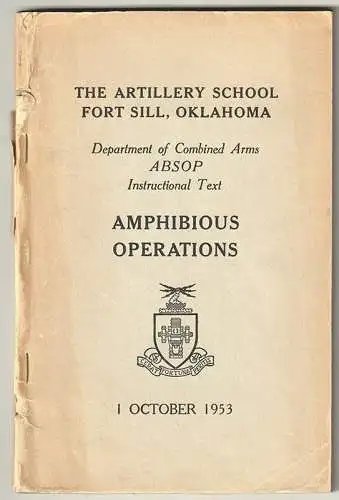 THE ARTILLERY SCHOOL
FORT SILL, OKLAHOMA
Department of Combined Arms
ABSOP
Instructional Text
AMPHIBIOUS
OPERATIONS
1 OCTOBER 1953